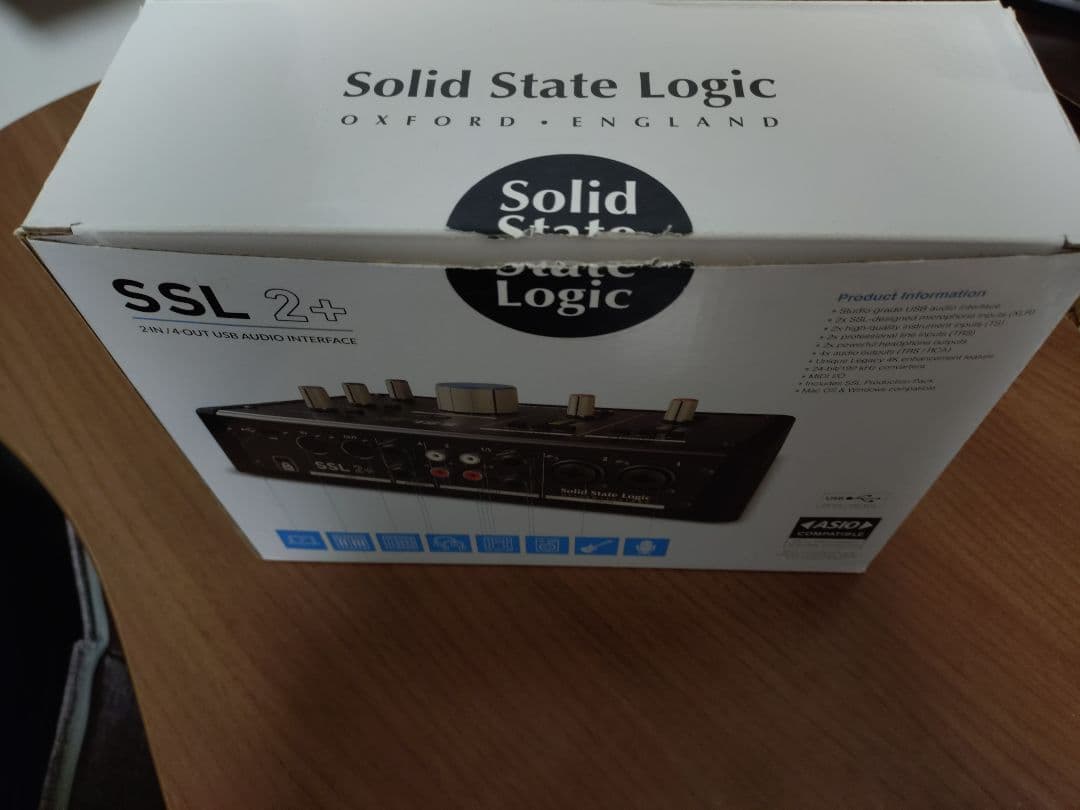 Solid State Logic
OXFORD • ENGLAND
Solid
State
Logic
SSL 2+
2 IN / 4 OUT USB AUDIO INTERFACE
Product Information
• Studio grade USB audio interface
• 2x SSL-designed microphone inputs (XLR)
• 2x high-quality instrument inputs (TS)
• 2x professional line inputs (TRS)
• 2x powerful headphone outputs
• 4x audio outputs (TRS / RCA)
• Unique Legacy 4K enhancement feature
• 24-bit/192 kHz converters
• MIDI I/O
• Includes SSL Production Pack
• Mac OS & Windows compatible
SSL 2+
Solid State Logic
USB
ASIO
COMPATIBLE